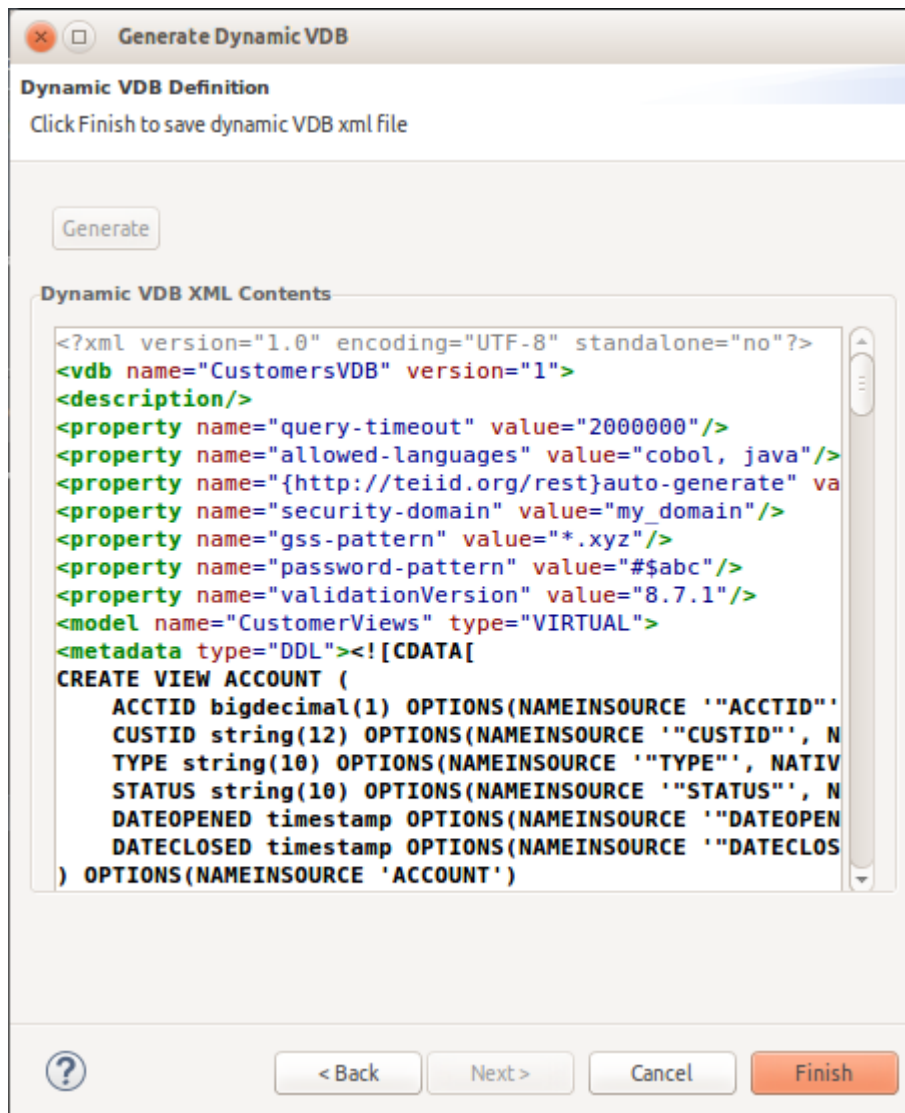 Generate Dynamic VDB
Dynamic VDB Definition
Click Finish to save dynamic VDB xml file
Generate
Dynamic VDB XML Contents
<?xml version="1.0" encoding="UTF-8" standalone="no"?>
<vdb name="CustomersVDB" version="1">
<description/>
<property name="query-timeout" value="2000000"/>
<property name="allowed-languages" value="cobol, java"/>
<property name="{http://teiid.org/rest}auto-generate" va
<property name="security-domain" value="my_domain"/>
<property name="gss-pattern" value="*.xyz"/>
<property name="password-pattern" value="#$abc"/>
<property name="validationVersion" value="8.7.1"/>
<model name="CustomerViews" type="VIRTUAL">
<metadata type="DDL"><![CDATA[
CREATE VIEW ACCOUNT (
    ACCTID bigdecimal(1) OPTIONS(NAMEINSOURCE '"ACCTID"'
    CUSTID string(12) OPTIONS(NAMEINSOURCE '"CUSTID"', N
    TYPE string(10) OPTIONS(NAMEINSOURCE '"TYPE"', NATIV
    STATUS string(10) OPTIONS(NAMEINSOURCE '"STATUS"', N
    DATEOPENED timestamp OPTIONS(NAMEINSOURCE '"DATEOPEN
    DATECLOSED timestamp OPTIONS(NAMEINSOURCE '"DATECLOS
) OPTIONS(NAMEINSOURCE 'ACCOUNT')
? < Back Next > Cancel Finish